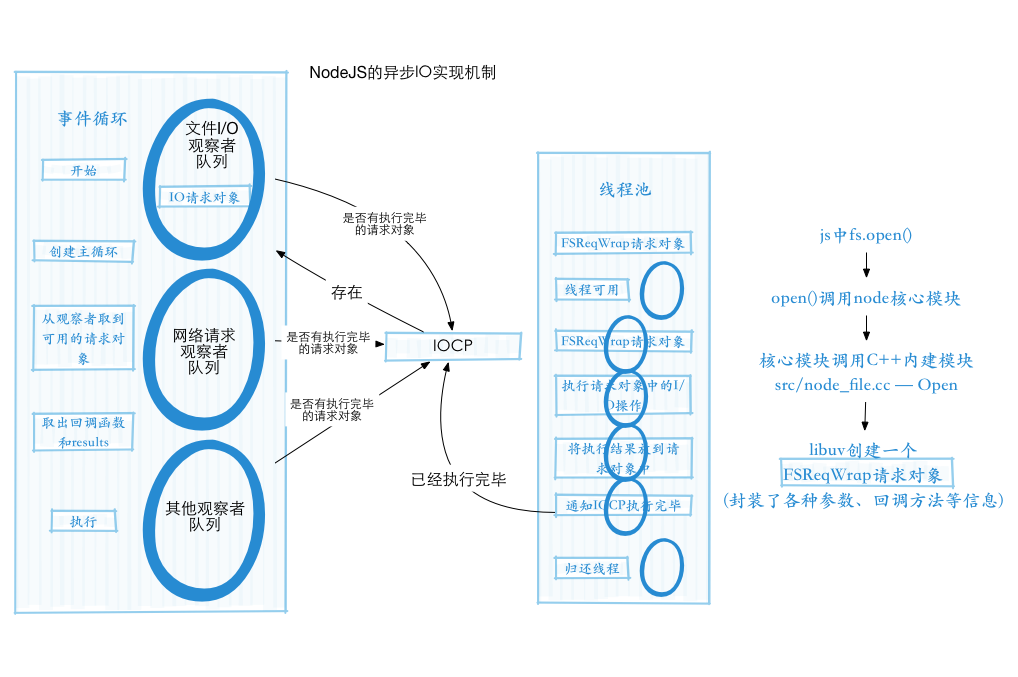 NodeJS的异步IO实现机制
事件循环
开始
创建主循环
从观察者取到
可用的请求对
象
取出回调函数
和results
执行
文件I/O
观察者
队列
IO请求对象
网络请求
观察者
队列
其他观察者
队列
是否有执行完毕
的请求对象
存在
是否有执行完毕
的请求对象
是否有执行完毕
的请求对象
IOCP
已经执行完毕
线程池
FSReqWrap请求对象
线程可用
FSReqWrap请求对象
执行请求对象中的I/
O操作
将执行结果放到请
求对象中
通知IOCP执行完毕
归还线程
js中fs.open()
open()调用node核心模块
核心模块调用C++内建模块
src/node_file.cc — Open
libuv创建一个
FSReqWrap请求对象
(封装了各种参数、回调方法等信息)